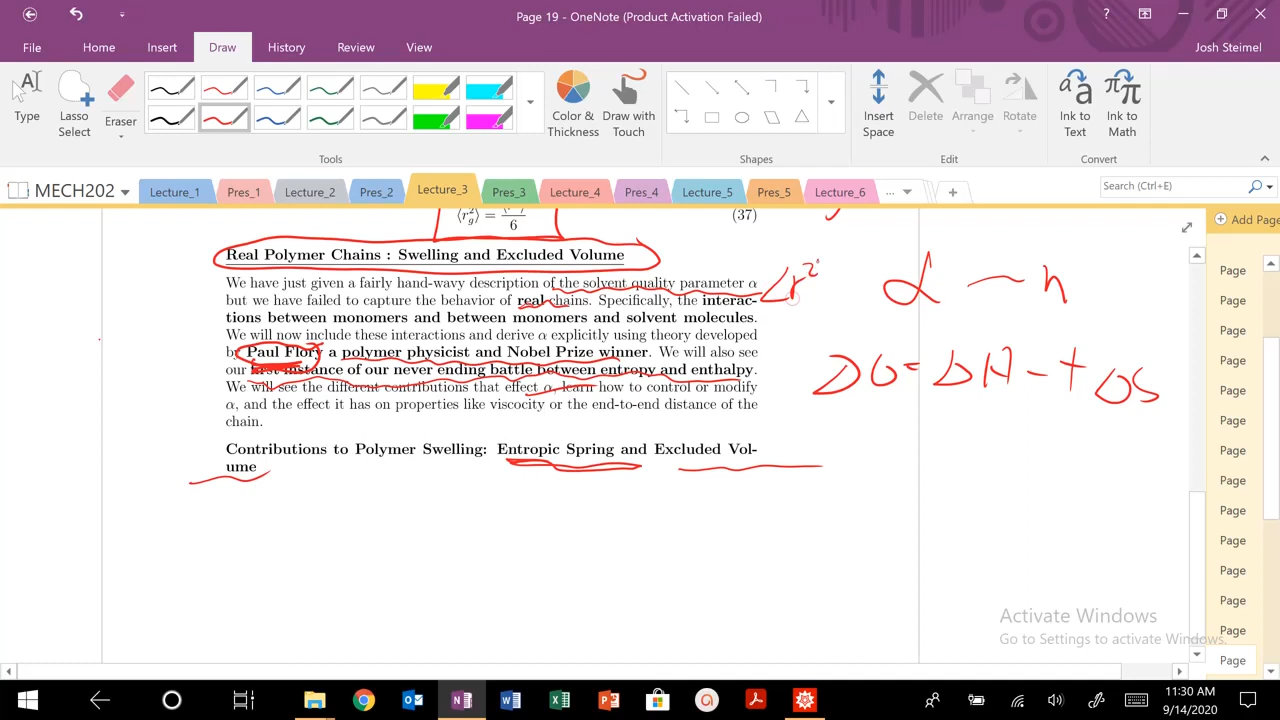 Page 19 - OneNote (Product Activation Failed)
File Home Insert Draw History Review View Josh Steimel
Type Lasso Select Eraser Color & Thickness Draw with Touch Insert Space Delete Arrange Rotate Ink to Text Ink to Math
Tools Shapes Edit Convert
MECH202 Lecture_1 Pres_1 Lecture_2 Pres_2 Lecture_3 Pres_3 Lecture_4 Pres_4 Lecture_5 Pres_5 Lecture_6 ... Search (Ctrl+E)
Add Page
(37)
6
Real Polymer Chains : Swelling and Excluded Volume
We have just given a fairly hand-wavy description of the solvent quality parameter α
but we have failed to capture the behavior of real chains. Specifically, the interac-
tions between monomers and between monomers and solvent molecules.
We will now include these interactions and derive α explicitly using theory developed
by Paul Flory a polymer physicist and Nobel Prize winner. We will also see
our first instance of our never ending battle between entropy and enthalpy.
We will see the different contributions that effect α, learn how to control or modify
α, and the effect it has on properties like viscosity or the end-to-end distance of the
chain.
Contributions to Polymer Swelling: Entropic Spring and Excluded Vol-
ume
<r²
α ~ n
ΔG = ΔH - TΔS
Page
Page
Page
Page
Page
Page
Page
Page
Page
Page
Page
Page
Page
Page
Activate Windows
Go to Settings to activate Windows.
11:30 AM
9/14/2020